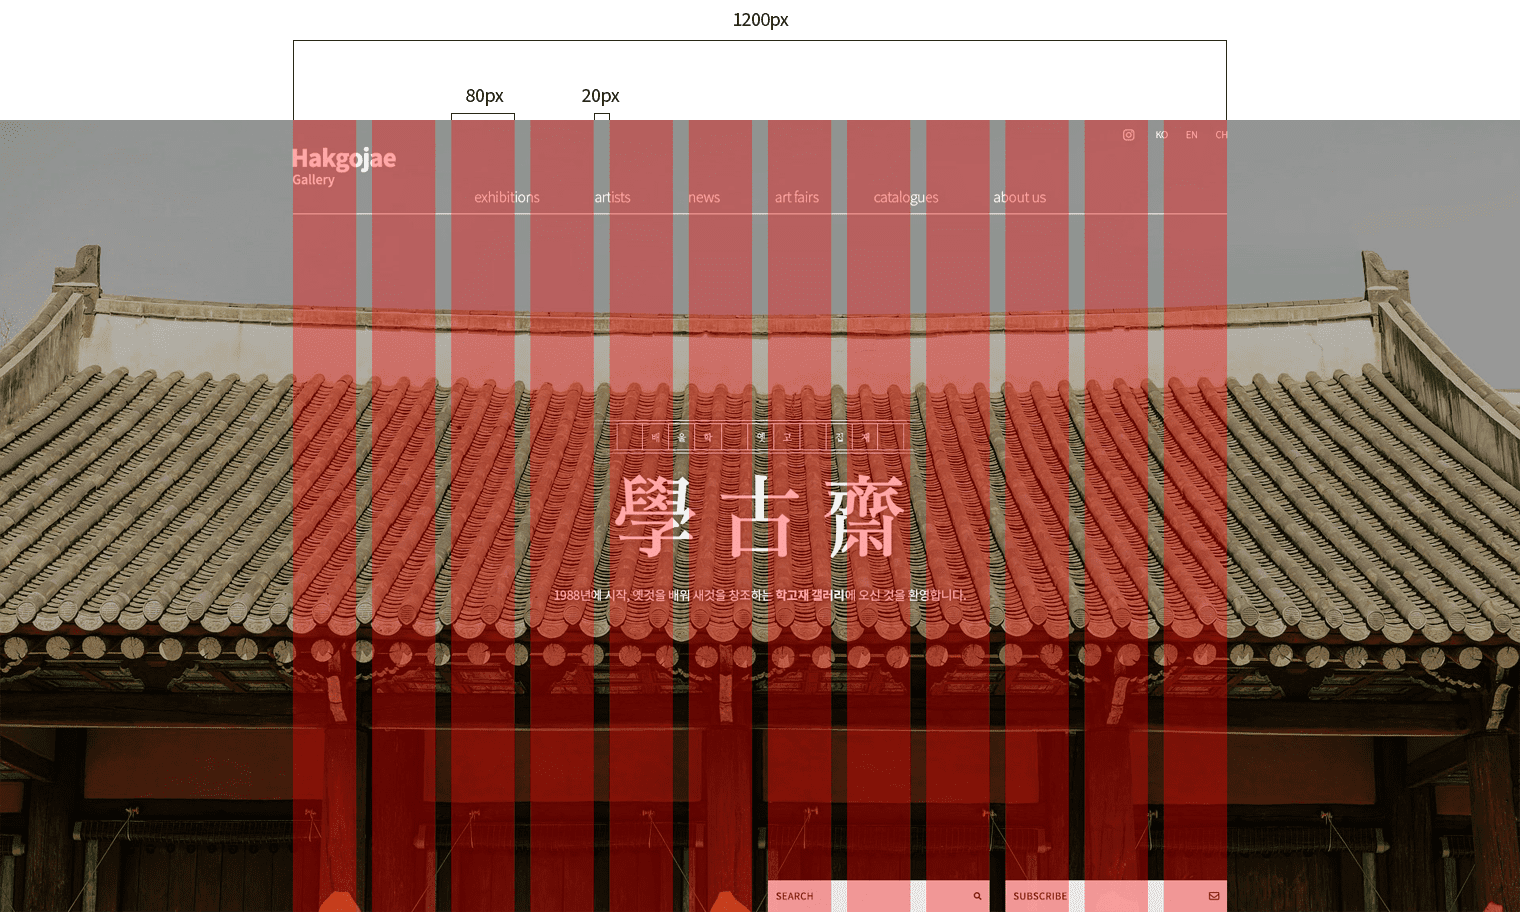 1200px
80px 20px
KO EN CH
Hakgojae
Gallery
exhibitions artists news art fairs catalogues about us
배울학 옛고 집재
學古齋
1988년에 시작, 옛것을 배워 새것을 창조하는 학고재 갤러리에 오신 것을 환영합니다.
SEARCH SUBSCRIBE